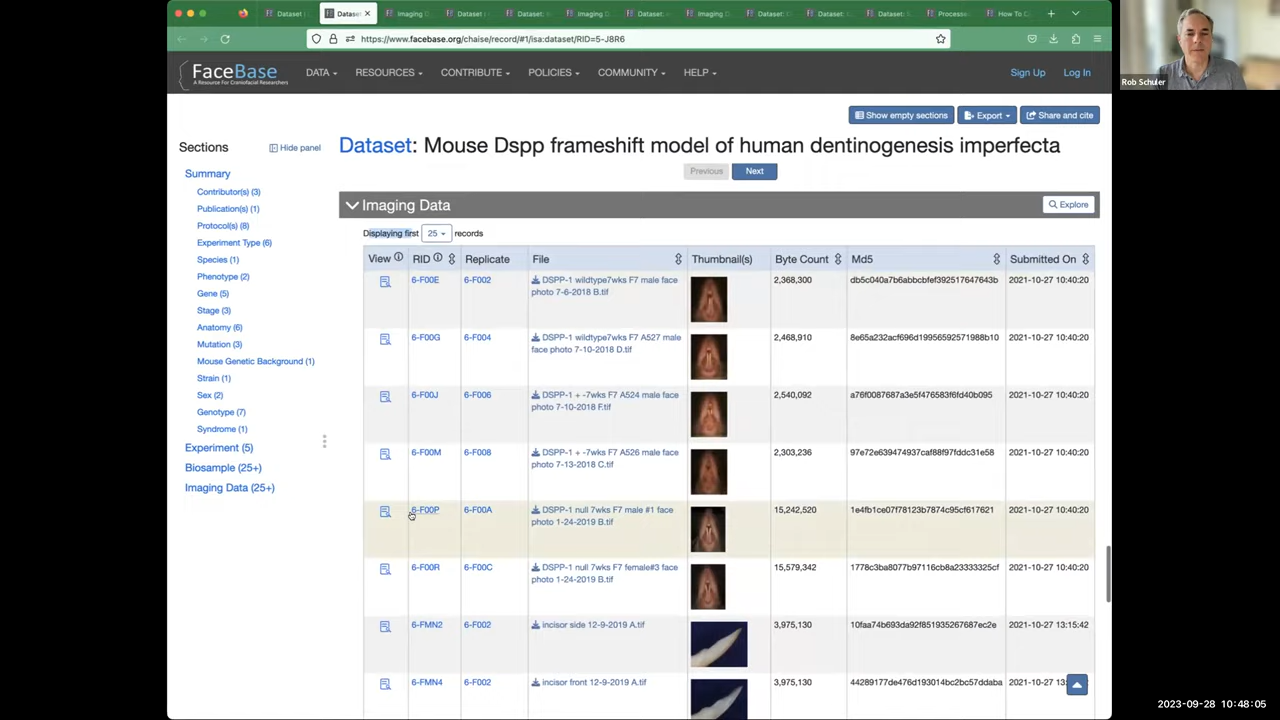 Dataset
Dataset
Imaging D
Dataset
Dataset:
Imaging D
Dataset:
Imaging D
Dataset:
Dataset:
Dataset:
Processe
How To C
https://www.facebase.org/chaise/record/#1/isa:dataset/RID=5-J8R6
FaceBase
A Resource For Craniofacial Researchers
DATA
RESOURCES
CONTRIBUTE
POLICIES
COMMUNITY
HELP
Sign Up
Log In
Rob Schuler
Show empty sections
Export
Share and cite
Sections
Hide panel
Dataset: Mouse Dspp frameshift model of human dentinogenesis imperfecta
Previous
Next
Summary
Contributor(s) (3)
Publication(s) (1)
Protocol(s) (8)
Experiment Type (6)
Species (1)
Phenotype (2)
Gene (5)
Stage (3)
Anatomy (6)
Mutation (3)
Mouse Genetic Background (1)
Strain (1)
Sex (2)
Genotype (7)
Syndrome (1)
Experiment (5)
Biosample (25+)
Imaging Data (25+)
Imaging Data
Explore
Displaying first 25 records
View RID Replicate File Thumbnail(s) Byte Count Md5 Submitted On
6-F00E 6-F002 DSPP-1 wildtype7wks F7 male face 2,368,300 db5c040a7b6abbcbfef392517647643b 2021-10-27 10:40:20
photo 7-6-2018 B.tif
6-F00G 6-F004 DSPP-1 wildtype7wks F7 A527 male 2,468,910 8e65a232acf696d19956592571988b10 2021-10-27 10:40:20
face photo 7-10-2018 D.tif
6-F00J 6-F006 DSPP-1 + -7wks F7 A524 male face 2,540,092 a76f0087687a3e5f476583f6fd40b095 2021-10-27 10:40:20
photo 7-10-2018 F.tif
6-F00M 6-F008 DSPP-1 + -7wks F7 A526 male face 2,303,236 97e72e639474937caf88f97fddc31e58 2021-10-27 10:40:20
photo 7-13-2018 C.tif
6-F00P 6-F00A DSPP-1 null 7wks F7 male #1 face 15,242,520 1e4fb1ce07f78123b7874c95cf617621 2021-10-27 10:40:20
photo 1-24-2019 B.tif
6-F00R 6-F00C DSPP-1 null 7wks F7 female#3 face 15,579,342 1778c3ba8077b97116cb8a23333325cf 2021-10-27 10:40:20
photo 1-24-2019 B.tif
6-FMN2 6-F002 incisor side 12-9-2019 A.tif 3,975,130 10faa74b693da92f851935267687ec2e 2021-10-27 13:15:42
6-FMN4 6-F002 incisor front 12-9-2019 A.tif 3,975,130 44289177de476d193014bc2bc57ddaba 2021-10-27 13:
2023-09-28 10:48:05